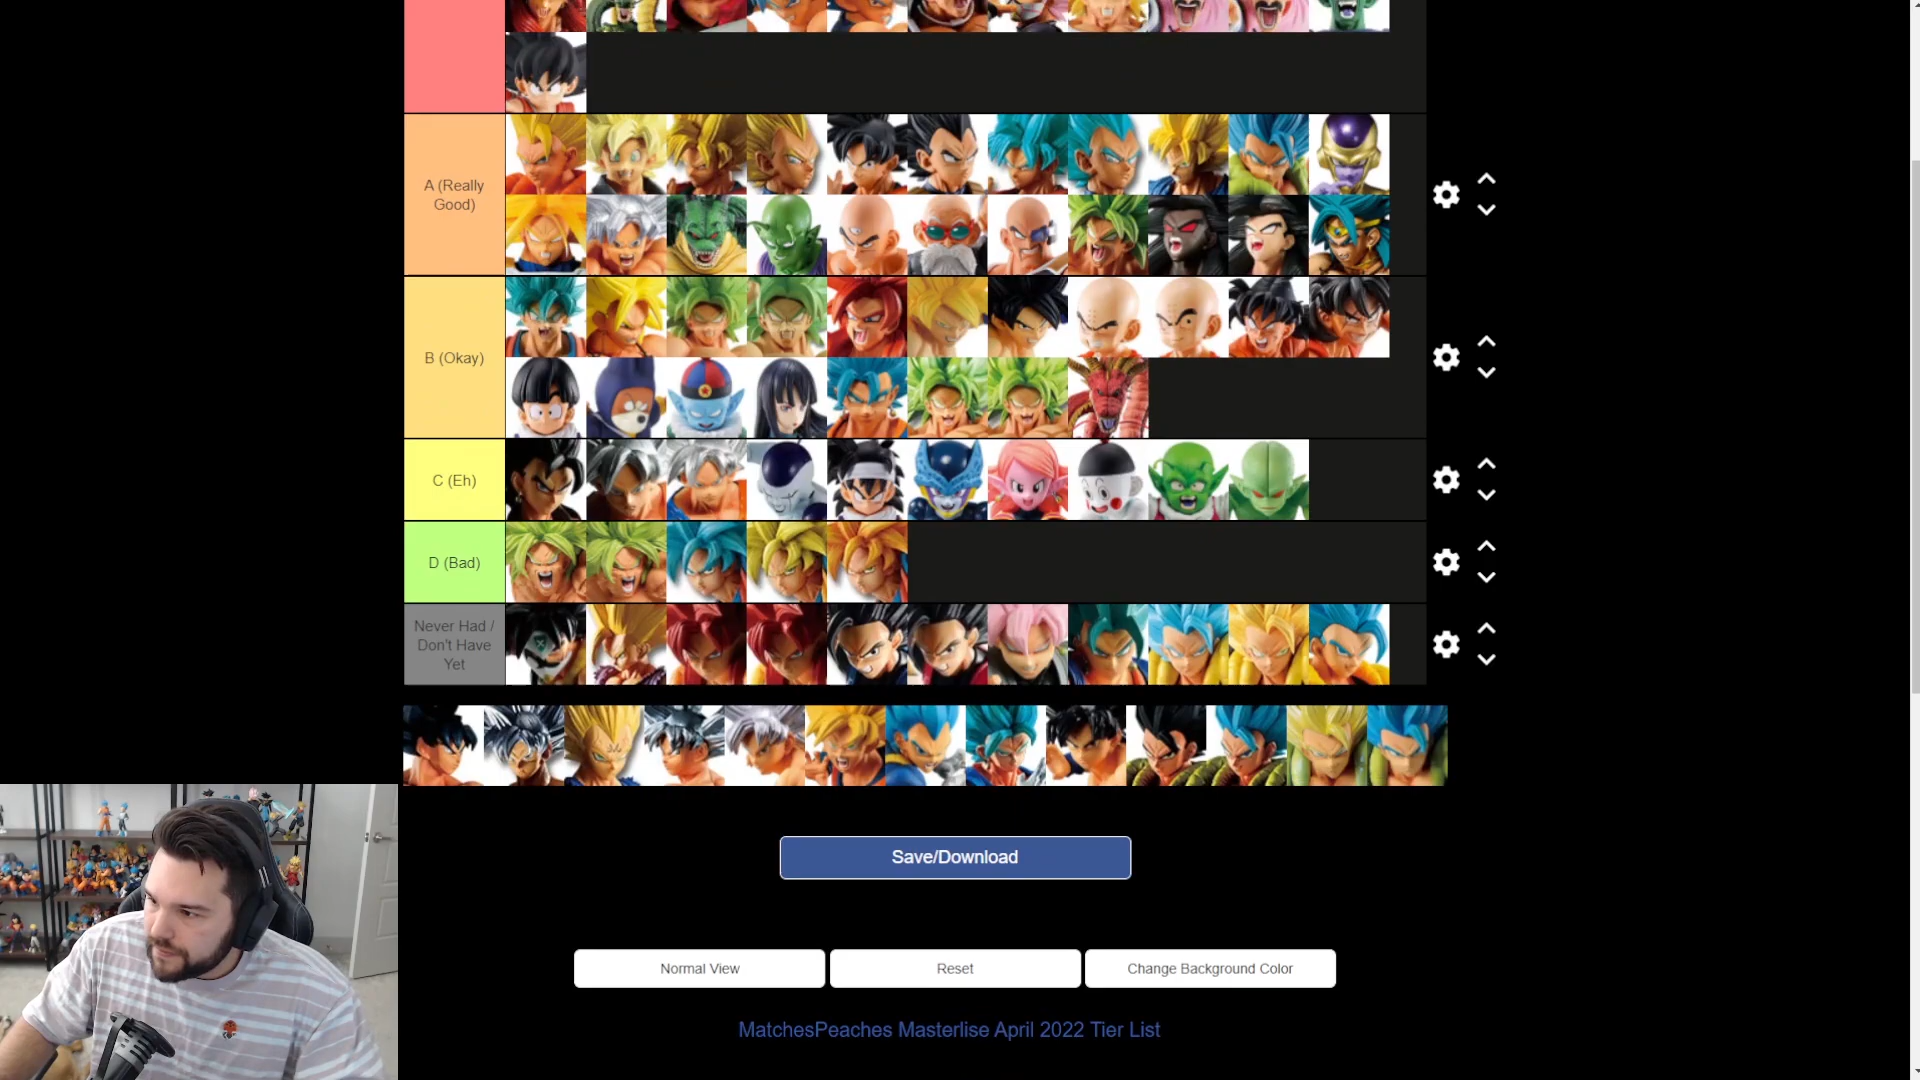 A (Really
Good)
B (Okay)
C (Eh)
D (Bad)
Never Had /
Don't Have
Yet
Save/Download
Normal View
Reset
Change Background Color
MatchesPeaches Masterlise April 2022 Tier List